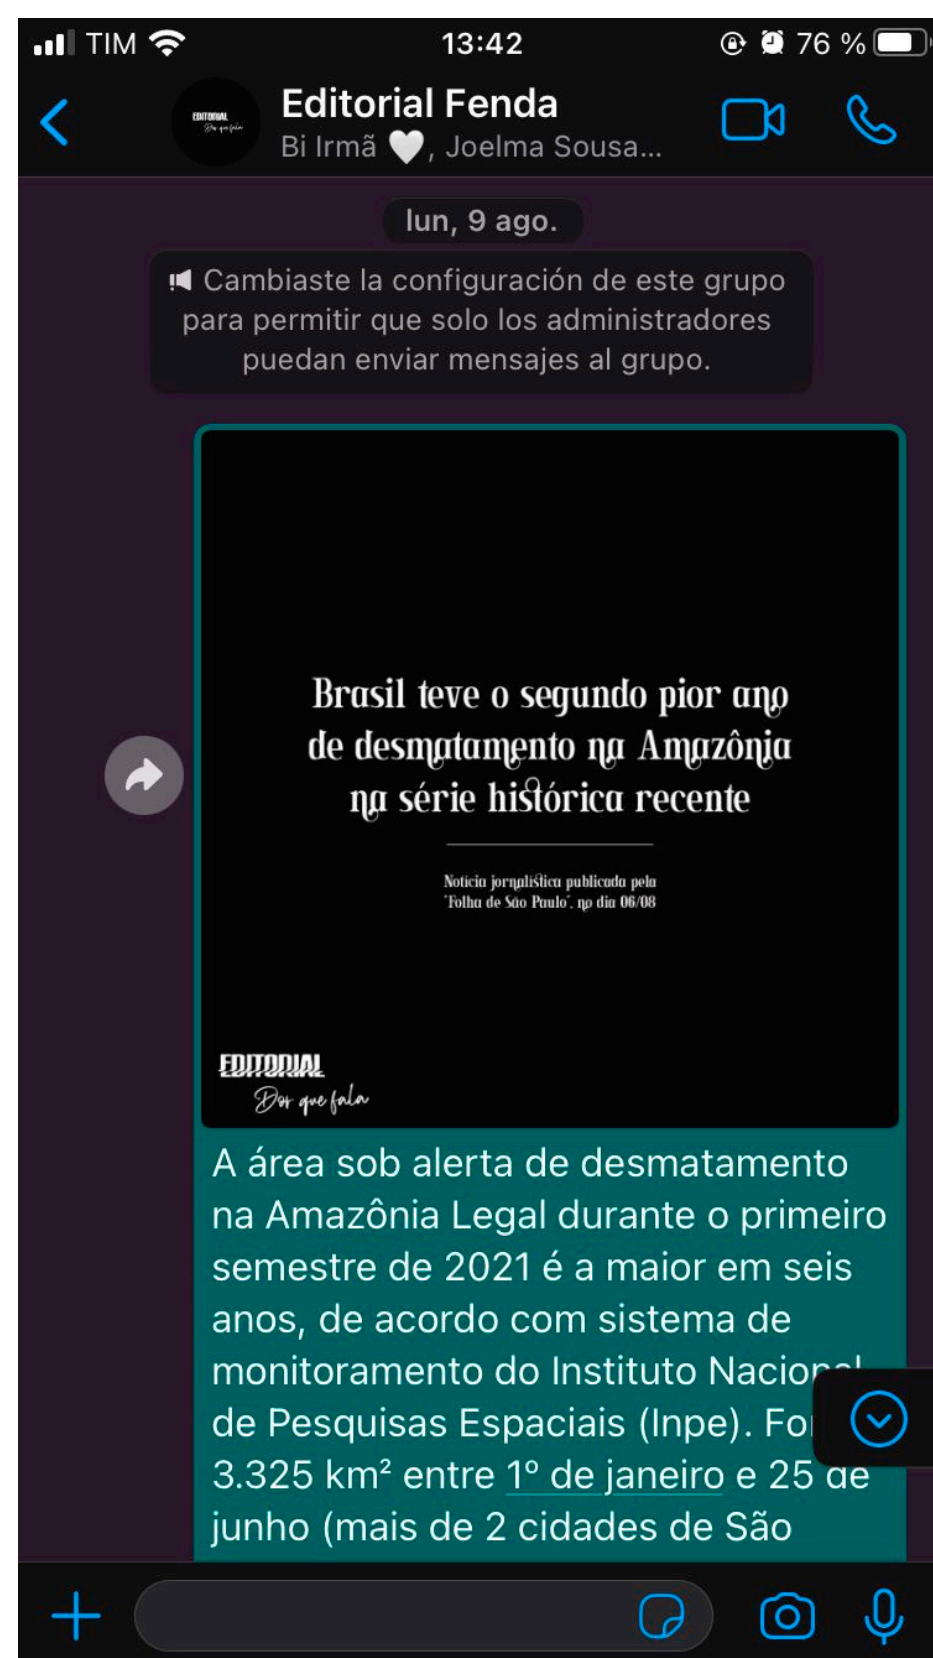 TIM
13:42
76 %
Editorial Fenda
Bi Irmã 🤍, Joelma Sousa...
lun, 9 ago.
Cambiaste la configuración de este grupo
para permitir que solo los administradores
puedan enviar mensajes al grupo.
Brasil teve o segundo pior ano
de desmatamento na Amazônia
na série histórica recente
Noticia jornalística publicada pela
"Folha de São Paulo", no dia 06/08
EDITORIAL
Dor que fala
A área sob alerta de desmatamento
na Amazônia Legal durante o primeiro
semestre de 2021 é a maior em seis
anos, de acordo com sistema de
monitoramento do Instituto Nacional
de Pesquisas Espaciais (Inpe).
3.325 km² entre 1º de janeiro e 25 de
junho (mais de 2 cidades de São